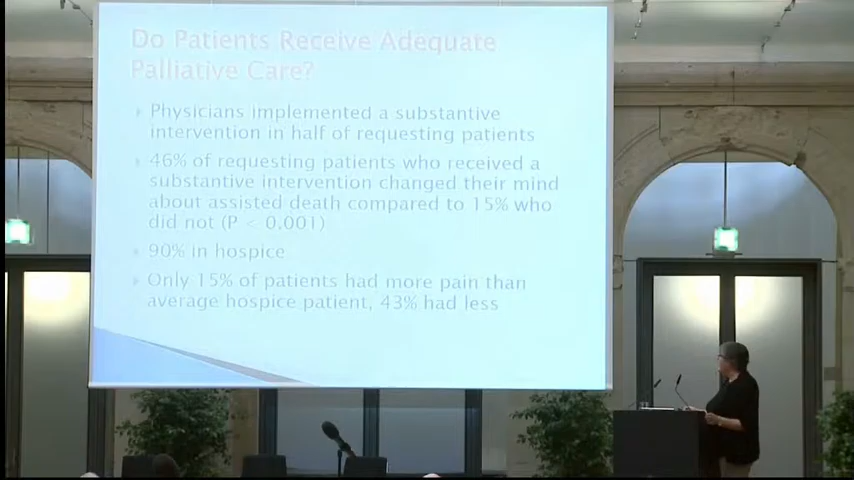 Do Patients Receive Adequate
Palliative Care?
Physicians implemented a substantive
intervention in half of requesting patients
46% of requesting patients who received a
substantive intervention changed their mind
about assisted death, compared to 15% who
did not (P < 0.001)
90% in hospice
Only 15% of patients had more pain than
average hospice patient, 43% had less